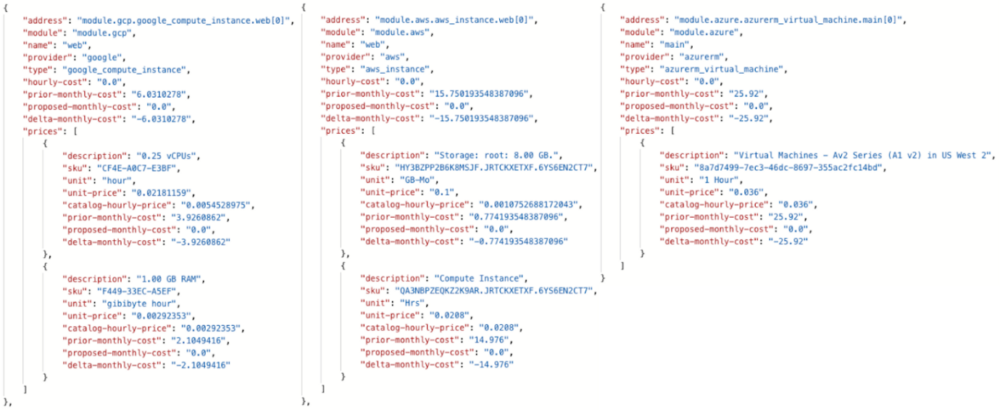 {
"address": "module.gcp.google_compute_instance.web[0]",
"module": "module.gcp",
"name": "web",
"provider": "google",
"type": "google_compute_instance",
"hourly-cost": "0.0",
"prior-monthly-cost": "6.0310278",
"proposed-monthly-cost": "0.0",
"delta-monthly-cost": "-6.0310278",
"prices": [
{
"description": "0.25 vCPUs",
"sku": "CF4E-A0C7-E3BF",
"unit": "hour",
"unit-price": "0.02181159",
"catalog-hourly-price": "0.0054528975",
"prior-monthly-cost": "3.9260862",
"proposed-monthly-cost": "0.0",
"delta-monthly-cost": "-3.9260862"
},
{
"description": "1.00 GB RAM",
"sku": "F449-33EC-A5EF",
"unit": "gibibyte hour",
"unit-price": "0.00292353",
"catalog-hourly-price": "0.00292353",
"prior-monthly-cost": "2.1049416",
"proposed-monthly-cost": "0.0",
"delta-monthly-cost": "-2.1049416"
}
]
},
{
"address": "module.aws.aws_instance.web[0]",
"module": "module.aws",
"name": "web",
"provider": "aws",
"type": "aws_instance",
"hourly-cost": "0.0",
"prior-monthly-cost": "15.750193548387096",
"proposed-monthly-cost": "0.0",
"delta-monthly-cost": "-15.750193548387096",
"prices": [
{
"description": "Storage: root: 8.00 GB.",
"sku": "HY3BZPP2B6K8MSJF.JRTCKXETXF.6YS6EN2CT7",
"unit": "GB-Mo",
"unit-price": "0.1",
"catalog-hourly-price": "0.0010752688172043",
"prior-monthly-cost": "0.774193548387096",
"proposed-monthly-cost": "0.0",
"delta-monthly-cost": "-0.774193548387096"
},
{
"description": "Compute Instance",
"sku": "QA3NBPZEQKZ2K9AR.JRTCKXETXF.6YS6EN2CT7",
"unit": "Hrs",
"unit-price": "0.0208",
"catalog-hourly-price": "0.0208",
"prior-monthly-cost": "14.976",
"proposed-monthly-cost": "0.0",
"delta-monthly-cost": "-14.976"
}
]
},
{
"address": "module.azure.azurerm_virtual_machine.main[0]",
"module": "module.azure",
"name": "main",
"provider": "azurerm",
"type": "azurerm_virtual_machine",
"hourly-cost": "0.0",
"prior-monthly-cost": "25.92",
"proposed-monthly-cost": "0.0",
"delta-monthly-cost": "-25.92",
"prices": [
{
"description": "Virtual Machines – Av2 Series (A1 v2) in US West 2",
"sku": "8a7d7499-7ec3-46dc-8697-355ac2fc14bd",
"unit": "1 Hour",
"unit-price": "0.036",
"catalog-hourly-price": "0.036",
"prior-monthly-cost": "25.92",
"proposed-monthly-cost": "0.0",
"delta-monthly-cost": "-25.92"
}
]
}